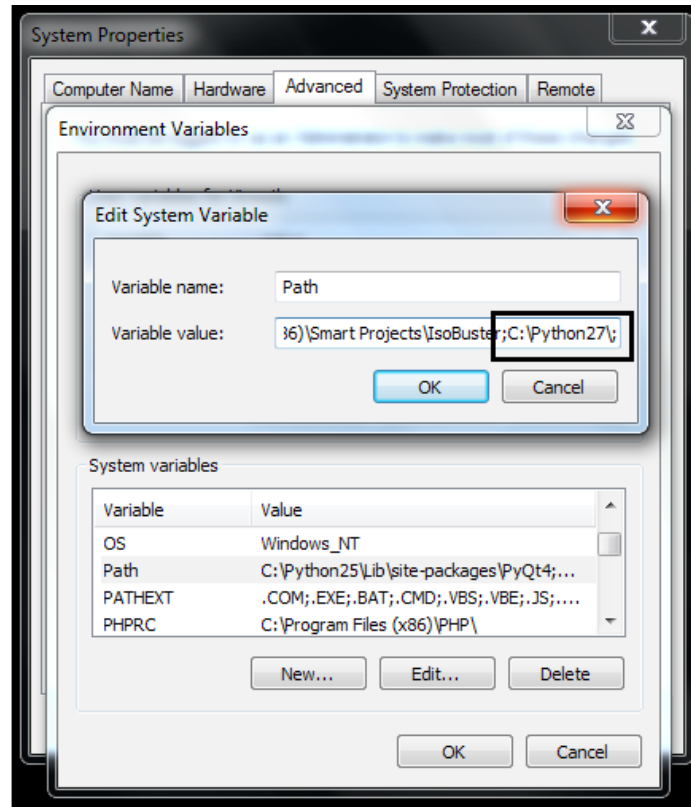 System Properties
Computer Name Hardware Advanced System Protection Remote
Environment Variables
Edit System Variable
Variable name: Path
Variable value: 36)\Smart Projects\IsoBuster;C:\Python27\;
OK Cancel
System variables
Variable Value
OS Windows_NT
Path C:\Python25\Lib\site-packages\PyQt4;...
PATHEXT .COM;.EXE;.BAT;.CMD;.VBS;.VBE;.JS;....
PHPRC C:\Program Files (x86)\PHP\
New... Edit... Delete
OK Cancel